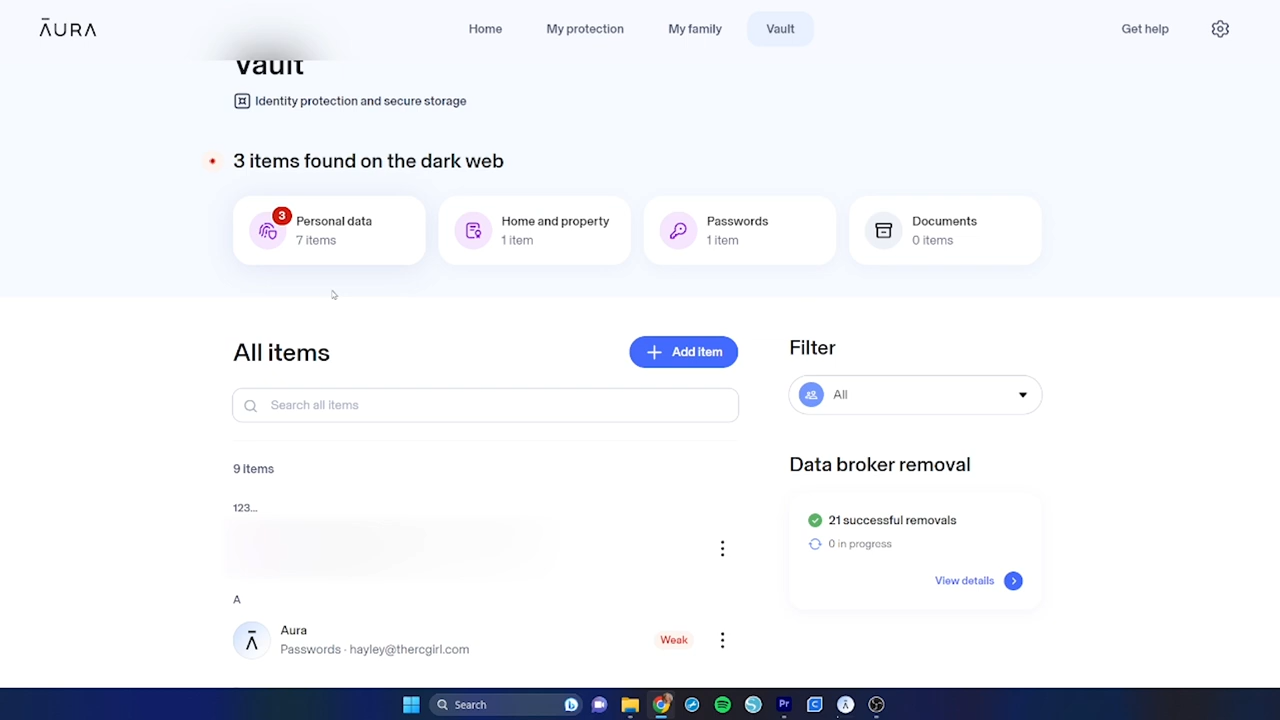 ĀURA
Home
My protection
My family
Vault
Get help
Vault
Identity protection and secure storage
3 items found on the dark web
3
Personal data
7 items
Home and property
1 item
Passwords
1 item
Documents
0 items
All items
Add item
Search all items
9 items
123...
A
Aura
Passwords · hayley@thercgirl.com
Weak
Filter
All
Data broker removal
21 successful removals
0 in progress
View details
Search